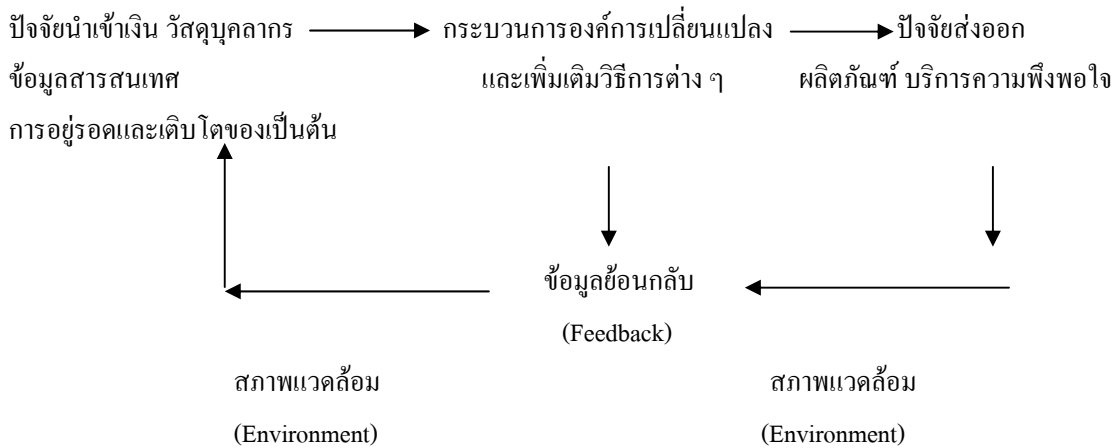 ปัจจัยนำเข้าเงิน วัสดุบุคลากร กระบวนการองค์การเปลี่ยนแปลง ปัจจัยส่งออก
ข้อมูลสารสนเทศ และเพิ่มเติมวิธีการต่าง ๆ ผลิตภัณฑ์ บริการความพึงพอใจ
การอยู่รอดและเติบโตของเป็นต้น
ข้อมูลย้อนกลับ
(Feedback)
สภาพแวดล้อม สภาพแวดล้อม
(Environment) (Environment)